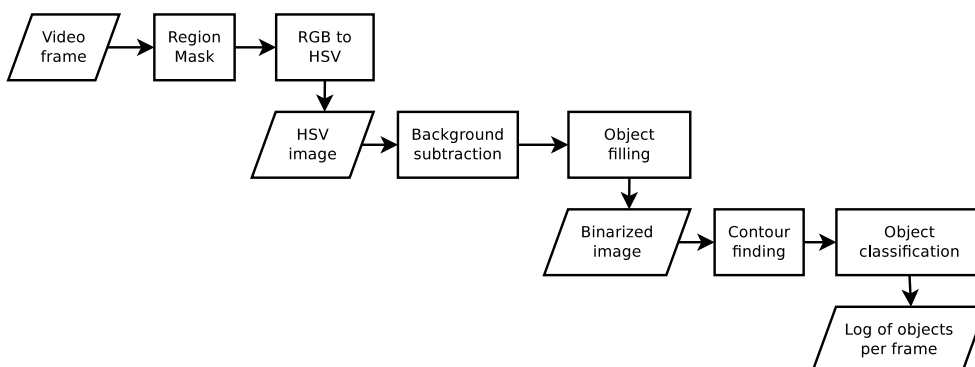 Video
frame
Region
Mask
RGB to
HSV
HSV
image
Background
subtraction
Object
filling
Binarized
image
Contour
finding
Object
classification
Log of objects
per frame